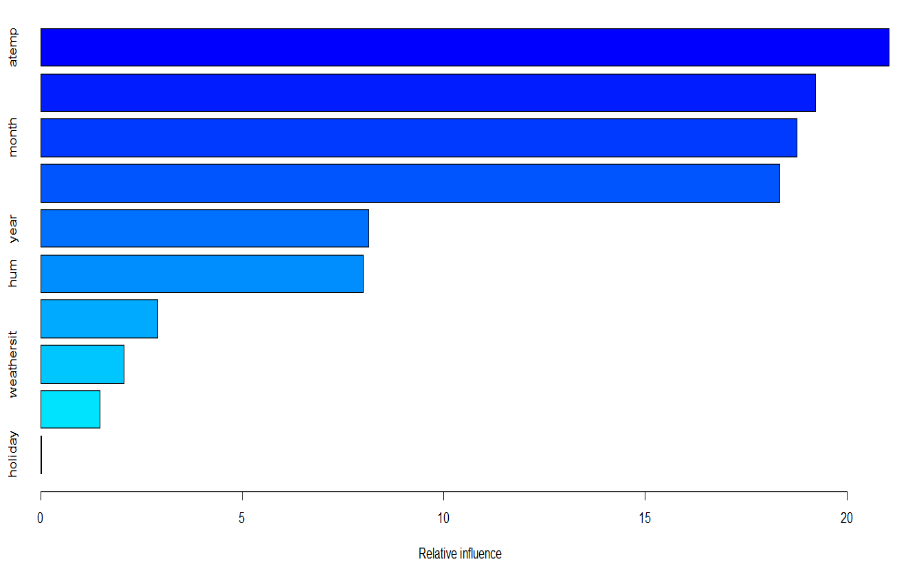 atemp
month
year
hum
weathersit
holiday
0 5 10 15 20
Relative influence